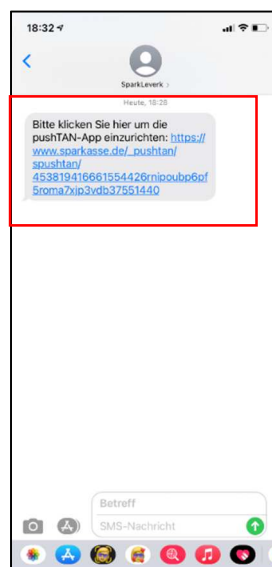 18:32
SparkLeverk >
Heute, 18:28
Bitte klicken Sie hier um die
pushTAN-App einzurichten: https://
www.sparkasse.de/_pushtan/
spushtan/
453819416661554426rnipoubp6pf
5roma7xip3vdb37551440
Betreff
SMS-Nachricht